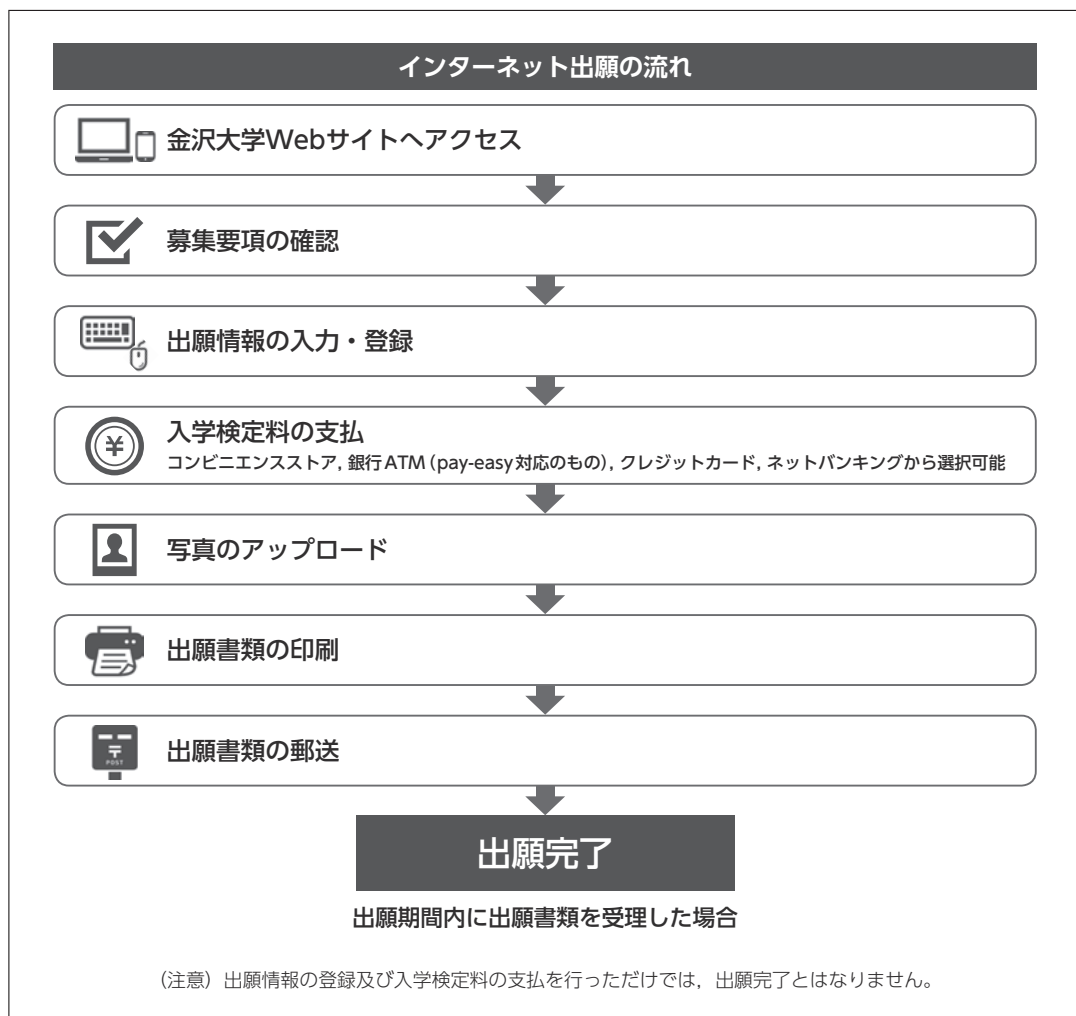 インターネット出願の流れ
金沢大学Webサイトへアクセス
募集要項の確認
出願情報の入力・登録
¥
入学検定料の支払
コンビニエンスストア, 銀行ATM (pay-easy対応のもの), クレジットカード, ネットバンキングから選択可能
写真のアップロード
出願書類の印刷
〒
POST
出願書類の郵送
出願完了
出願期間内に出願書類を受理した場合
（注意）出願情報の登録及び入学検定料の支払を行っただけでは，出願完了とはなりません。